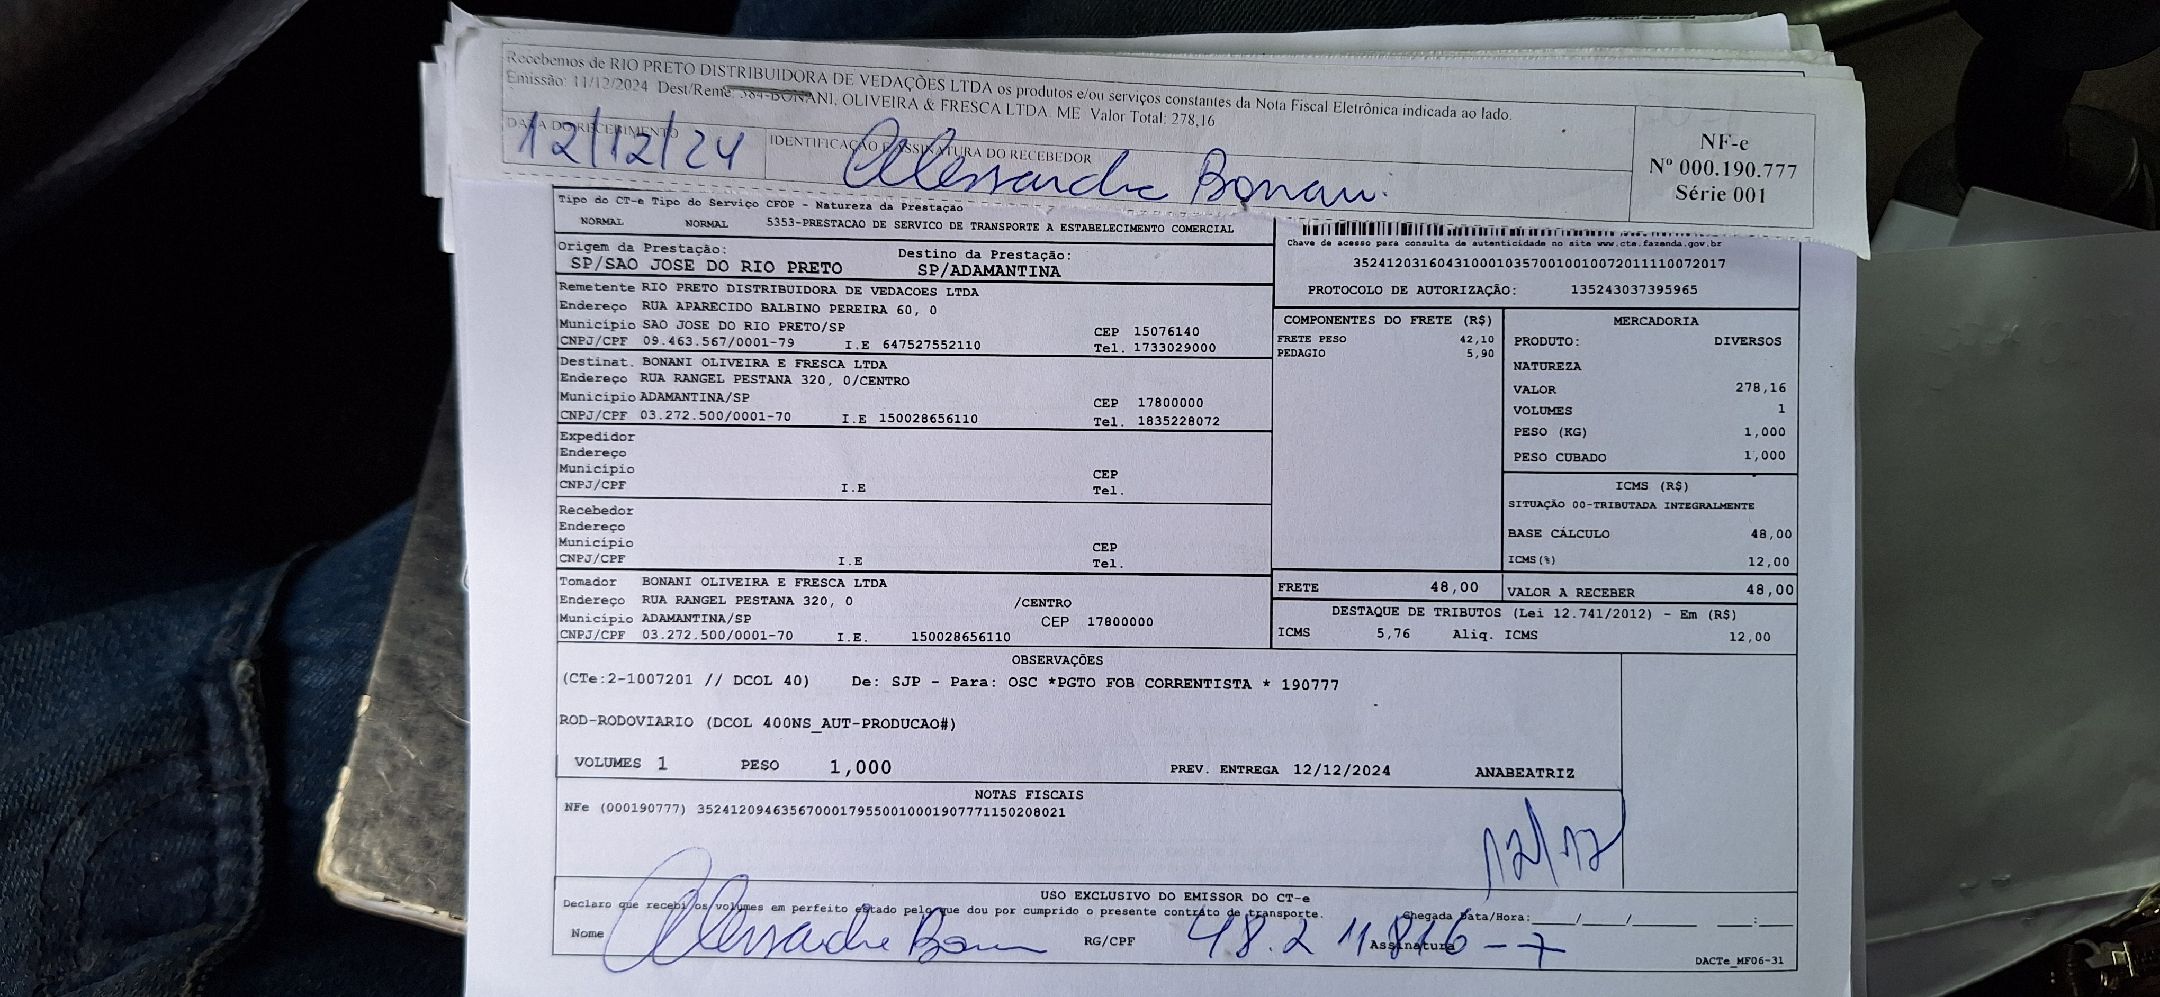 Recebemos de RIO PRETO DISTRIBUIDORA DE VEDAÇÕES LTDA os produtos e/ou serviços constantes da Nota Fiscal Eletrônica indicada ao lado.
Emissão: 11/12/2024 Dest/Reme: 384-BONANI, OLIVEIRA & FRESCA LTDA. ME Valor Total: 278,16
DATA DO RECEBIMENTO
12/12/24
IDENTIFICAÇÃO E ASSINATURA DO RECEBEDOR
Alessandre Bonani
NF-e
Nº 000.190.777
Série 001
Tipo do CT-e Tipo do Serviço CFOP - Natureza da Prestação
NORMAL NORMAL 5353-PRESTACAO DE SERVICO DE TRANSPORTE A ESTABELECIMENTO COMERCIAL
Origem da Prestação: Destino da Prestação:
SP/SAO JOSE DO RIO PRETO SP/ADAMANTINA
Chave de acesso para consulta de autenticidade no site www.cte.fazenda.gov.br
35241203160431000103570010010072011110072017
PROTOCOLO DE AUTORIZAÇÃO: 135243037395965
Remetente RIO PRETO DISTRIBUIDORA DE VEDACOES LTDA
Endereço RUA APARECIDO BALBINO PEREIRA 60, 0
Município SAO JOSE DO RIO PRETO/SP CEP 15076140
CNPJ/CPF 09.463.567/0001-79 I.E 647527552110 Tel. 1733029000
Destinat. BONANI OLIVEIRA E FRESCA LTDA
Endereço RUA RANGEL PESTANA 320, 0/CENTRO
Município ADAMANTINA/SP CEP 17800000
CNPJ/CPF 03.272.500/0001-70 I.E 150028656110 Tel. 1835228072
Expedidor
Endereço
Município CEP
CNPJ/CPF I.E Tel.
Recebedor
Endereço
Município CEP
CNPJ/CPF I.E Tel.
Tomador BONANI OLIVEIRA E FRESCA LTDA
Endereço RUA RANGEL PESTANA 320, 0 /CENTRO
Município ADAMANTINA/SP CEP 17800000
CNPJ/CPF 03.272.500/0001-70 I.E. 150028656110
COMPONENTES DO FRETE (R$)
FRETE PESO 42,10
PEDAGIO 5,90
MERCADORIA
PRODUTO: DIVERSOS
NATUREZA
VALOR 278,16
VOLUMES 1
PESO (KG) 1,000
PESO CUBADO 1,000
ICMS (R$)
SITUAÇÃO 00-TRIBUTADA INTEGRALMENTE
BASE CÁLCULO 48,00
ICMS(%) 12,00
FRETE 48,00 VALOR A RECEBER 48,00
DESTAQUE DE TRIBUTOS (Lei 12.741/2012) - Em (R$)
ICMS 5,76 Aliq. ICMS 12,00
OBSERVAÇÕES
(CTe:2-1007201 // DCOL 40) De: SJP - Para: OSC *PGTO FOB CORRENTISTA * 190777
ROD-RODOVIARIO (DCOL 400NS_AUT-PRODUCAO#)
VOLUMES 1 PESO 1,000 PREV. ENTREGA 12/12/2024 ANABEATRIZ
NOTAS FISCAIS
NFe (000190777) 35241209463567000179550010001907771150208021
12/12
USO EXCLUSIVO DO EMISSOR DO CT-e
Declaro que recebi os volumes em perfeito estado pelo que dou por cumprido o presente contrato de transporte. Chegada Data/Hora: ____/____/______ ____:____
Nome Alessandre Bonani RG/CPF 48.211.816-7 Assinatura
DACTe_MF06-31